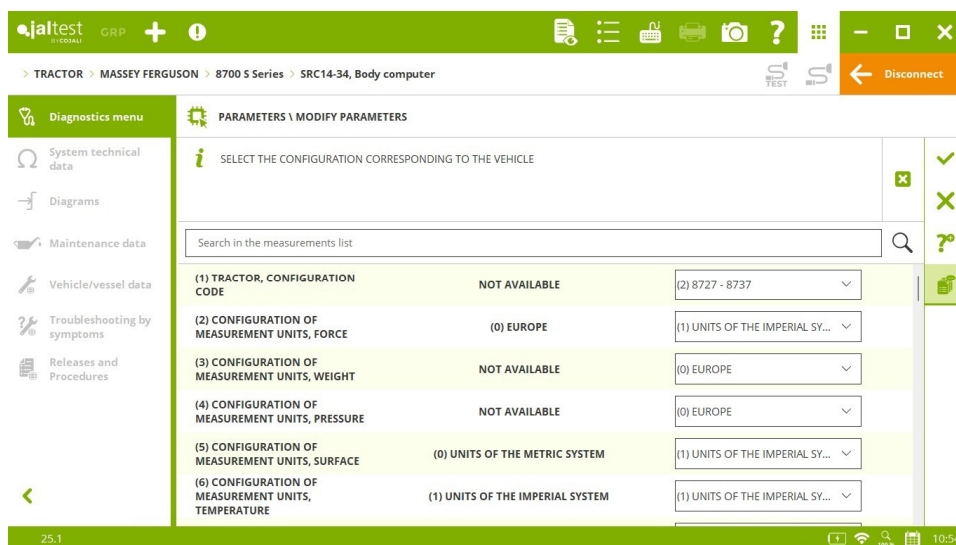 jaltest GRP
BY COJALI
> TRACTOR > MASSEY FERGUSON > 8700 S Series > SRC14-34, Body computer
TEST
Disconnect
Diagnostics menu
System technical
data
Diagrams
Maintenance data
Vehicle/vessel data
Troubleshooting by
symptoms
Releases and
Procedures
PARAMETERS \ MODIFY PARAMETERS
SELECT THE CONFIGURATION CORRESPONDING TO THE VEHICLE
Search in the measurements list
(1) TRACTOR, CONFIGURATION
CODE
NOT AVAILABLE
(2) 8727 - 8737
(2) CONFIGURATION OF
MEASUREMENT UNITS, FORCE
(0) EUROPE
(1) UNITS OF THE IMPERIAL SY...
(3) CONFIGURATION OF
MEASUREMENT UNITS, WEIGHT
NOT AVAILABLE
(0) EUROPE
(4) CONFIGURATION OF
MEASUREMENT UNITS, PRESSURE
NOT AVAILABLE
(0) EUROPE
(5) CONFIGURATION OF
MEASUREMENT UNITS, SURFACE
(0) UNITS OF THE METRIC SYSTEM
(1) UNITS OF THE IMPERIAL SY...
(6) CONFIGURATION OF
MEASUREMENT UNITS,
TEMPERATURE
(1) UNITS OF THE IMPERIAL SYSTEM
(1) UNITS OF THE IMPERIAL SY...
25.1
10:54